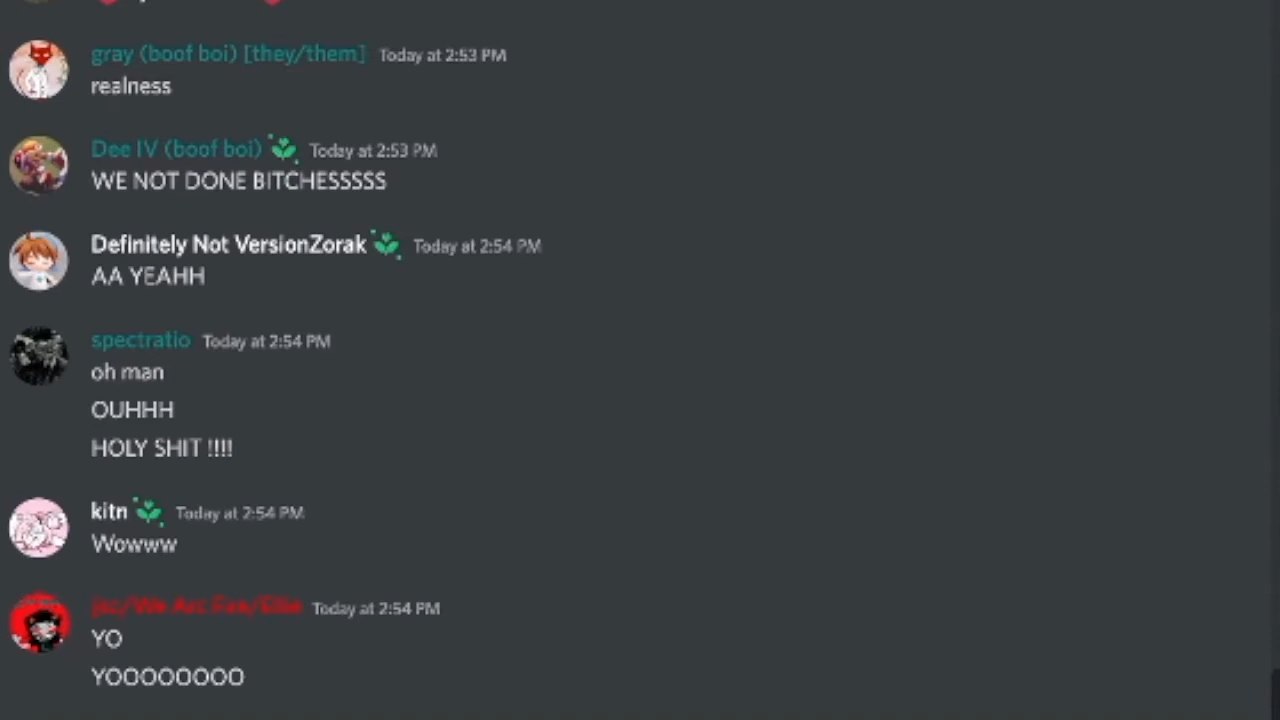 gray (boof boi) [they/them] Today at 2:53 PM
realness
Dee IV (boof boi) Today at 2:53 PM
WE NOT DONE BITCHESSSSS
Definitely Not VersionZorak Today at 2:54 PM
AA YEAHH
spectratio Today at 2:54 PM
oh man
OUHHH
HOLY SHIT !!!!
kitn Today at 2:54 PM
Wowww
Today at 2:54 PM
YO
YOOOOOOOO